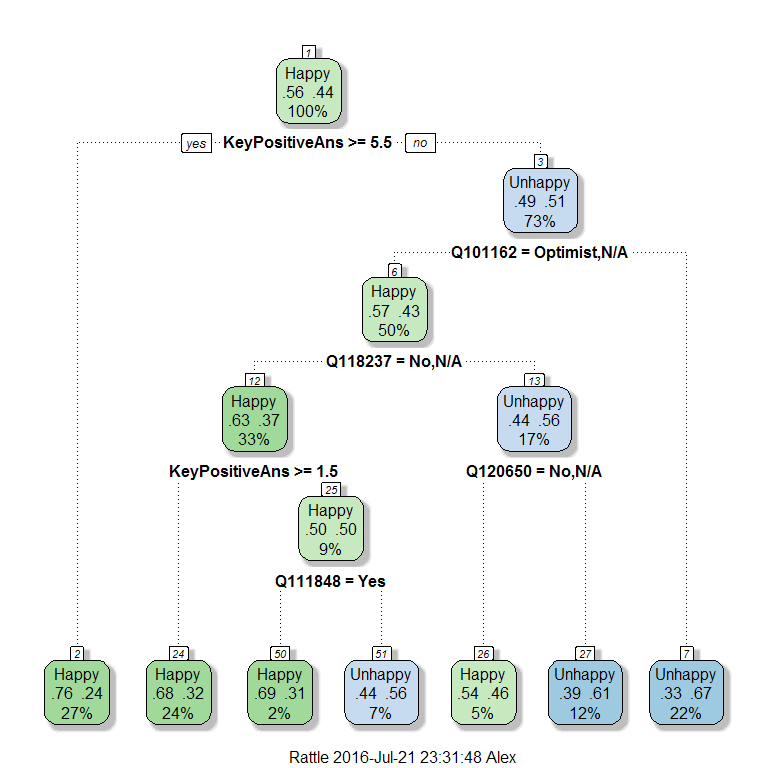 1
Happy
.56 .44
100%
yes KeyPositiveAns >= 5.5 no
3
Unhappy
.49 .51
73%
Q101162 = Optimist,N/A
6
Happy
.57 .43
50%
Q118237 = No,N/A
12
Happy
.63 .37
33%
13
Unhappy
.44 .56
17%
KeyPositiveAns >= 1.5
Q120650 = No,N/A
25
Happy
.50 .50
9%
Q111848 = Yes
2
Happy
.76 .24
27%
24
Happy
.68 .32
24%
50
Happy
.69 .31
2%
51
Unhappy
.44 .56
7%
26
Happy
.54 .46
5%
27
Unhappy
.39 .61
12%
7
Unhappy
.33 .67
22%
Rattle 2016-Jul-21 23:31:48 Alex